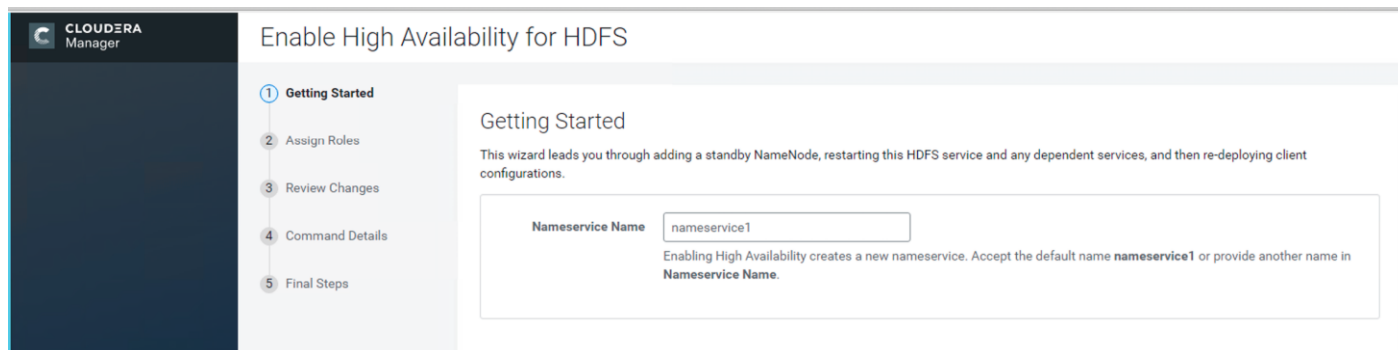 CLOUDERA
Manager
Enable High Availability for HDFS
1 Getting Started
2 Assign Roles
3 Review Changes
4 Command Details
5 Final Steps
Getting Started
This wizard leads you through adding a standby NameNode, restarting this HDFS service and any dependent services, and then re-deploying client
configurations.
Nameservice Name nameservice1
Enabling High Availability creates a new nameservice. Accept the default name nameservice1 or provide another name in
Nameservice Name.